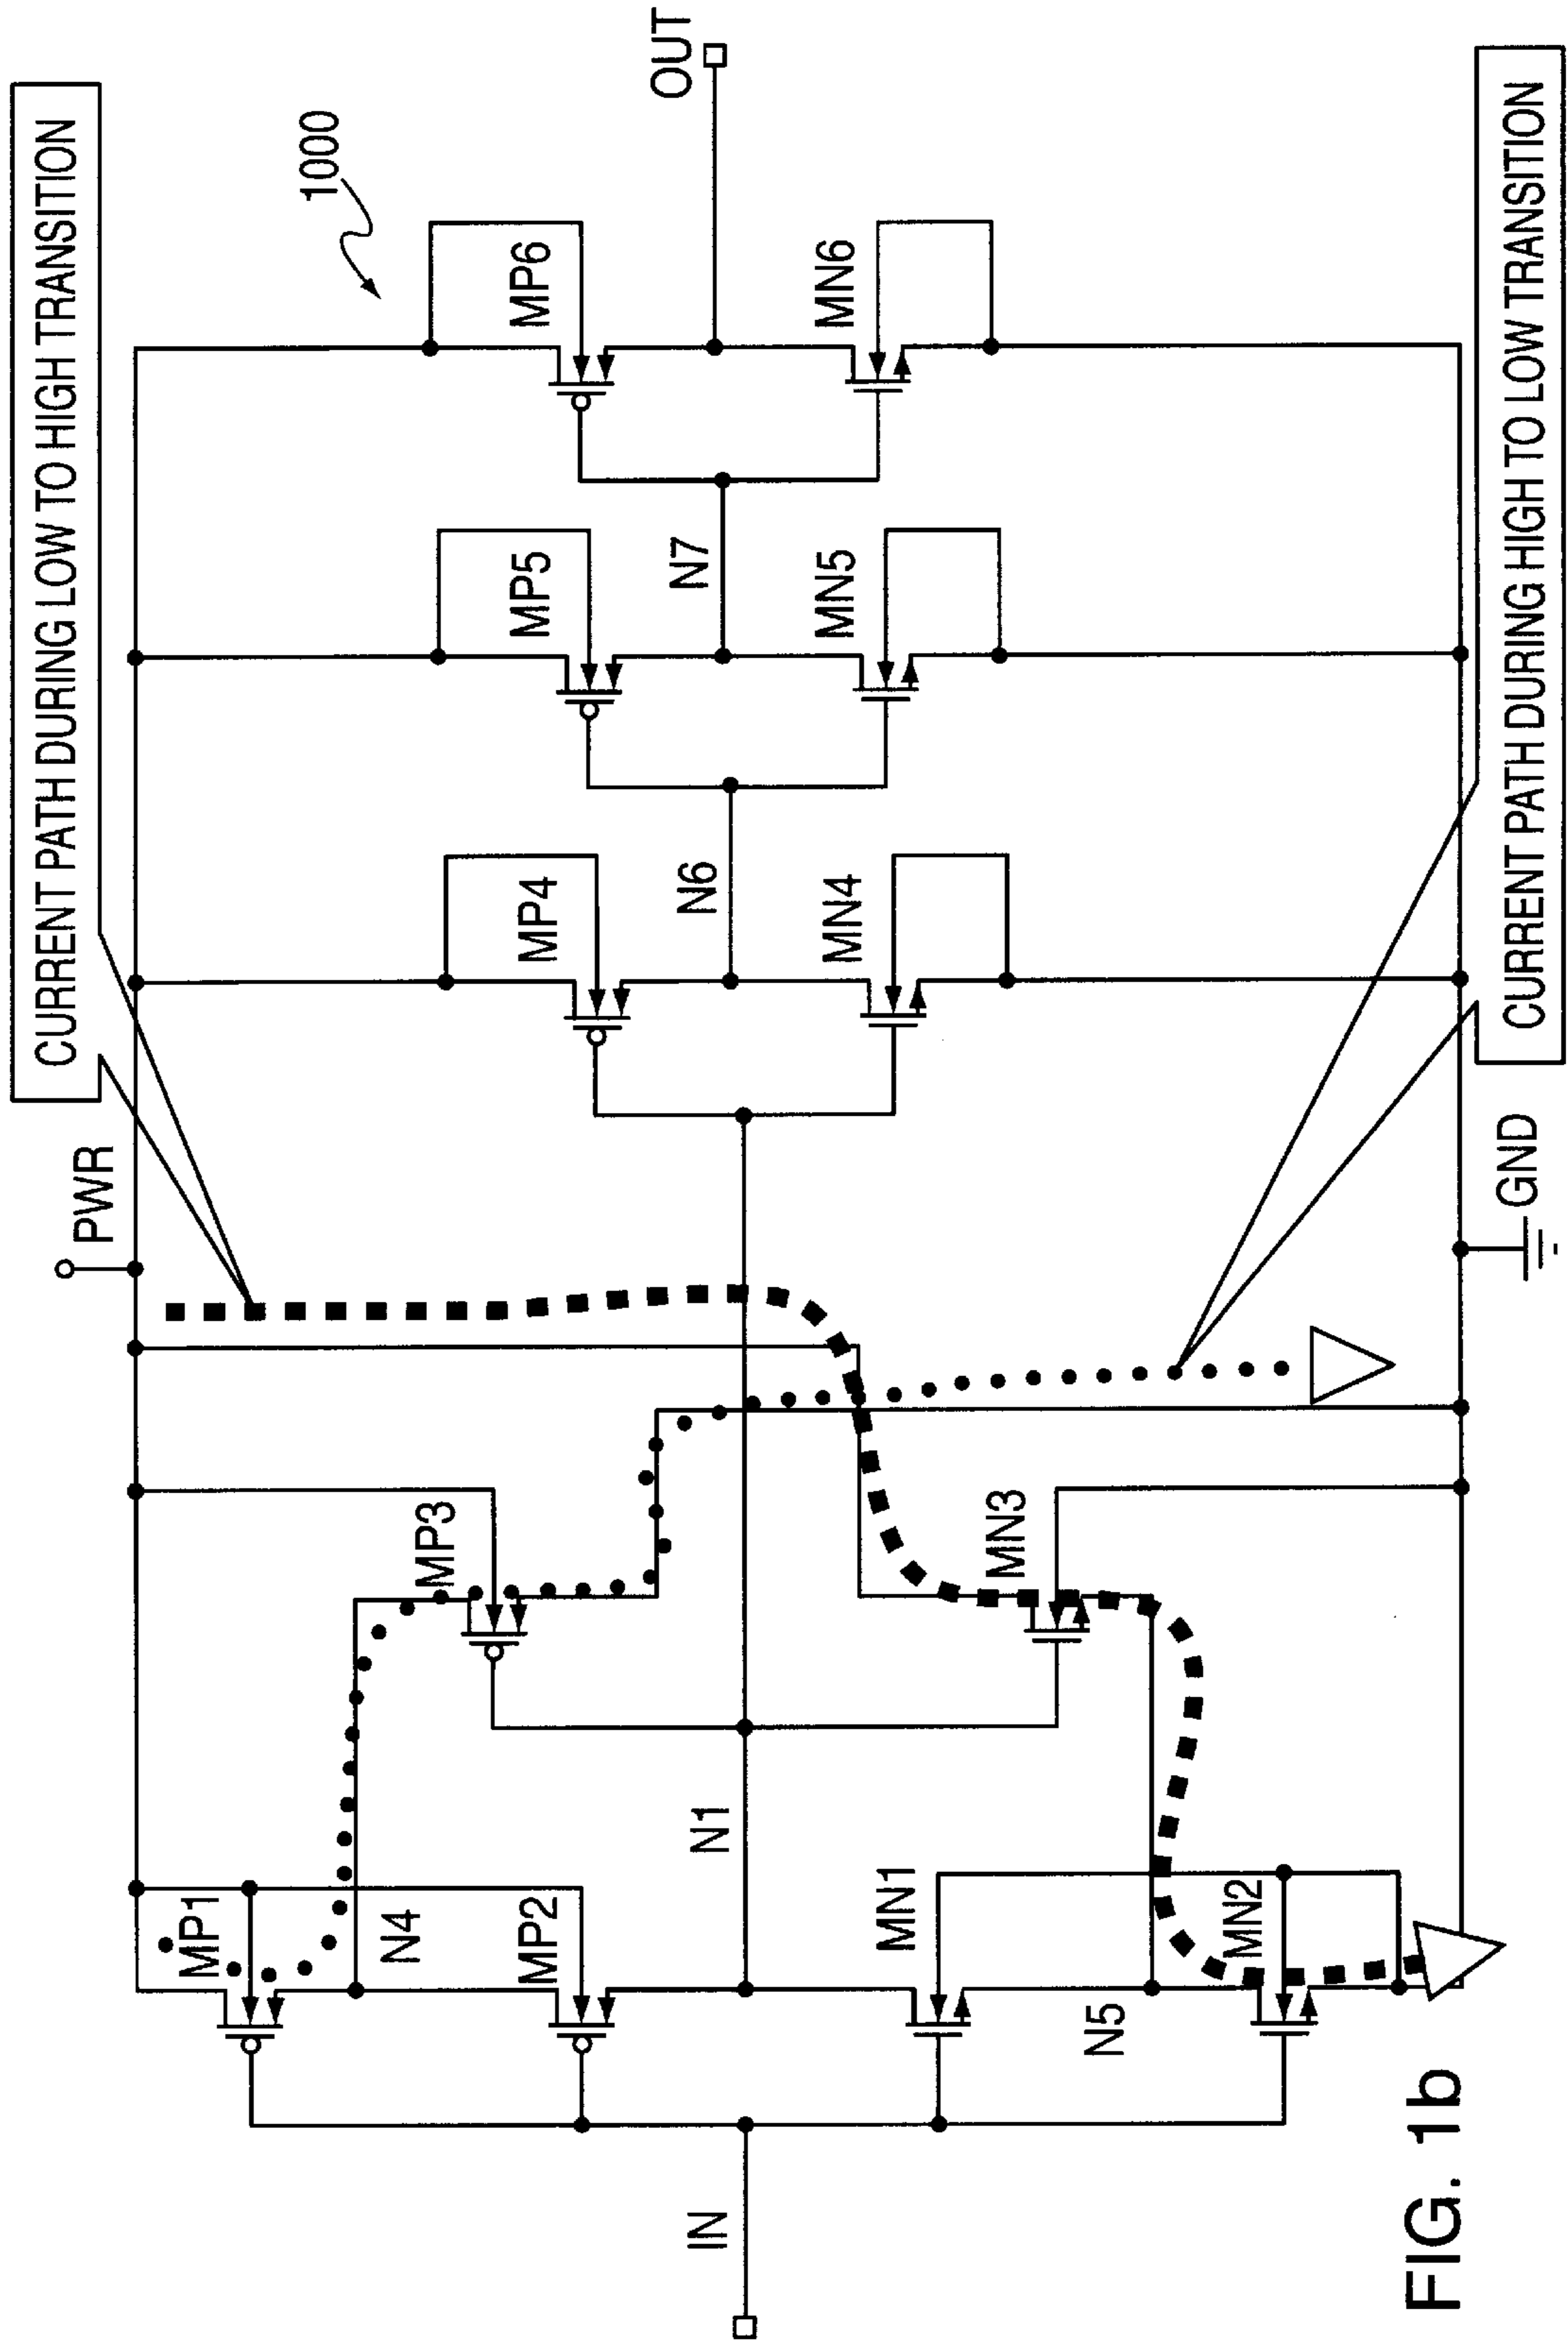 CURRENT PATH DURING LOW TO HIGH TRANSITION
PWR
1000
MP1
MP3
MP4
MP5
MP6
N4
MP2
OUT
IN
N1
N6
N7
MN1
MN3
MN4
MN5
MN6
N5
MN2
GND
CURRENT PATH DURING HIGH TO LOW TRANSITION
FIG. 1b